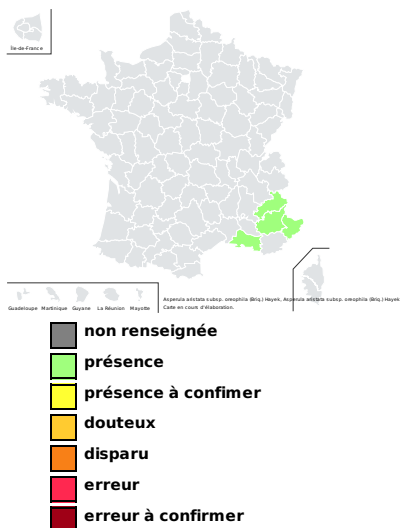 Île-de-France
Guadeloupe Martinique Guyane La Réunion Mayotte
Asperula aristata subsp. oreophila (Briq.) Hayek, Asperula aristata subsp. oreophila (Briq.) Hayek
Carte en cours d'élaboration.
non renseignée
présence
présence à confimer
douteux
disparu
erreur
erreur à confirmer